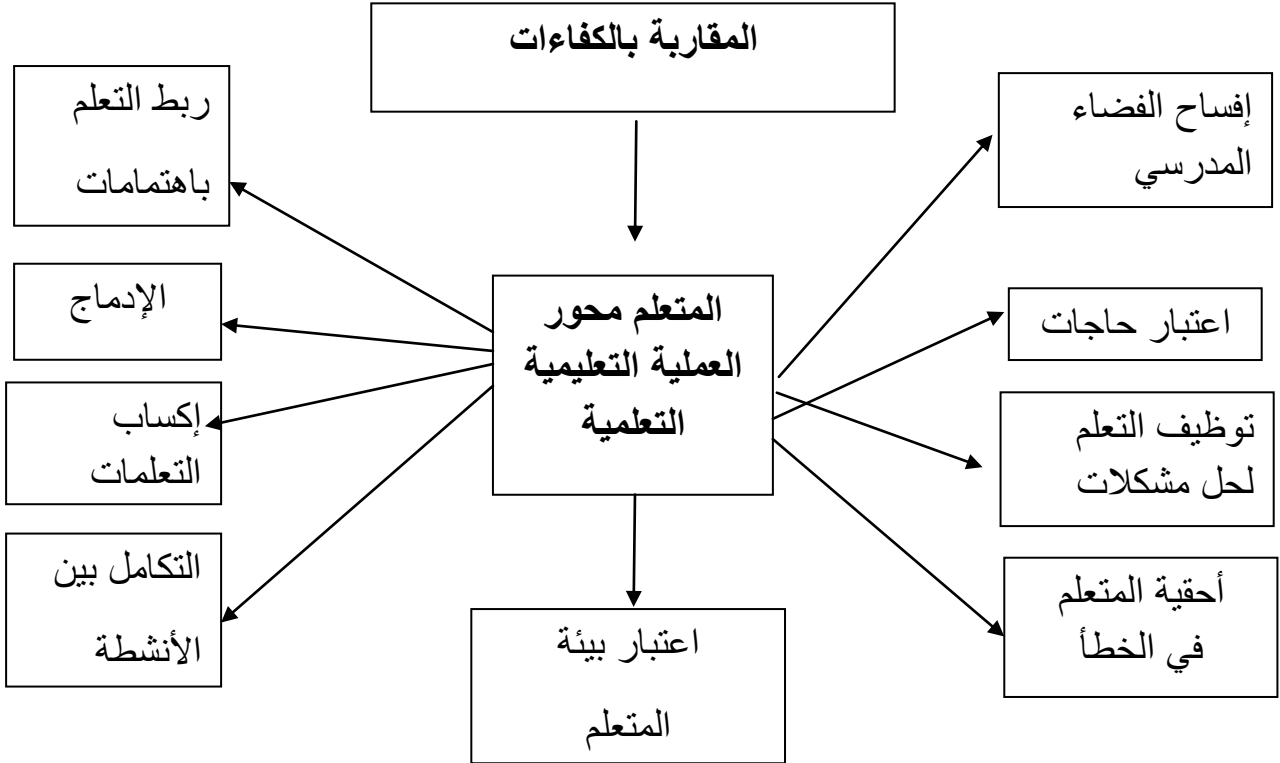 المقاربة بالكفاءات
إفساح الفضاء
المدرسي
ربط التعلم
باهتمامات
المتعلم محور
العملية التعليمية
التعلمية
اعتبار حاجات
الإدماج
توظيف التعلم
لحل مشكلات
إكساب
التعلمات
أحقية المتعلم
في الخطأ
التكامل بين
الأنشطة
اعتبار بيئة
المتعلم